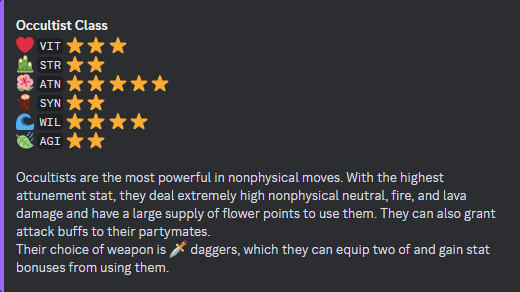 Occultist Class
❤️ VIT ⭐⭐⭐
🎍 STR ⭐⭐
🌺 ATN ⭐⭐⭐⭐⭐
🪵 SYN ⭐⭐
🌊 WIL ⭐⭐⭐⭐
🍃 AGI ⭐⭐
Occultists are the most powerful in nonphysical moves. With the highest
attunement stat, they deal extremely high nonphysical neutral, fire, and lava
damage and have a large supply of flower points to use them. They can also grant
attack buffs to their partymates.
Their choice of weapon is 🗡️ daggers, which they can equip two of and gain stat
bonuses from using them.